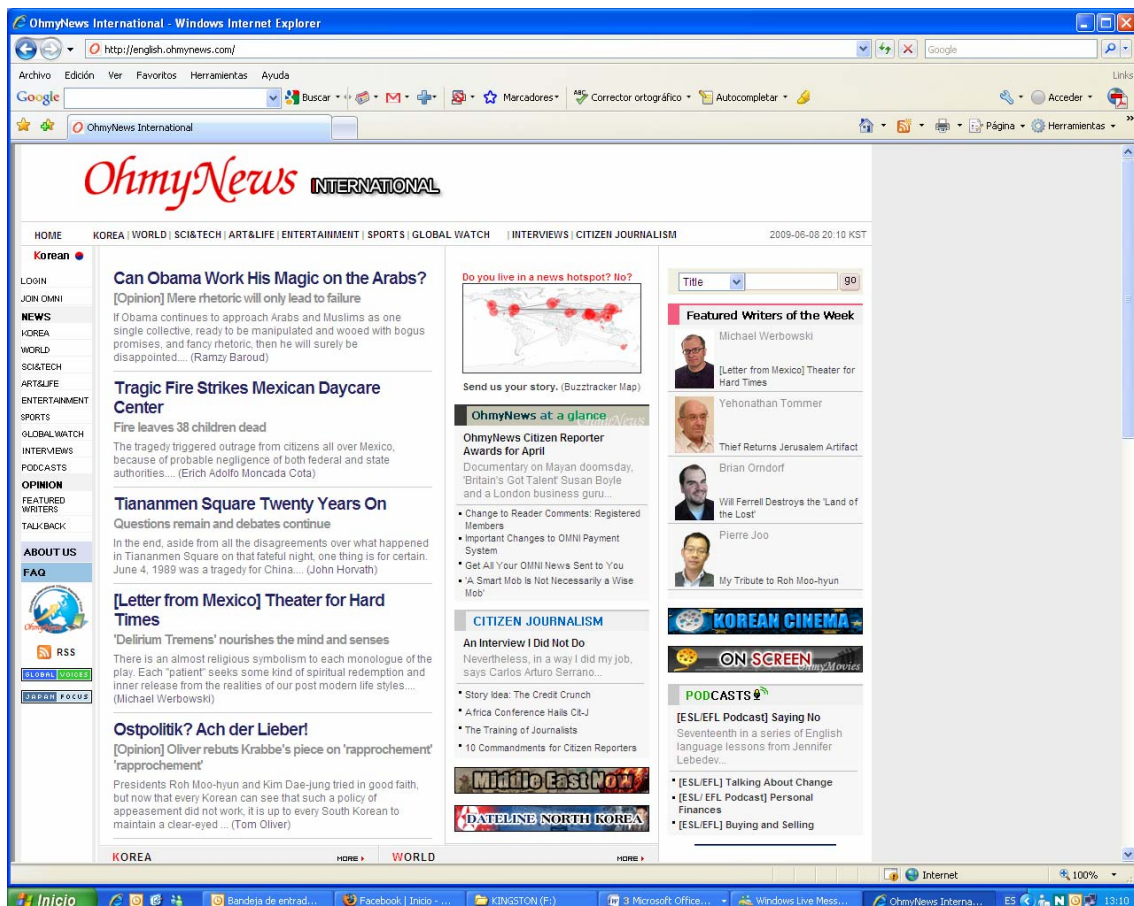 OhmyNews International - Windows Internet Explorer
http://english.ohmynews.com/
Google
Archivo Edición Ver Favoritos Herramientas Ayuda
Links
Google
Buscar
Marcadores
Corrector ortográfico
Autocompletar
Acceder
OhmyNews International
Página
Herramientas
OhmyNews INTERNATIONAL
HOME
KOREA | WORLD | SCI&TECH | ART&LIFE | ENTERTAINMENT | SPORTS | GLOBAL WATCH | INTERVIEWS | CITIZEN JOURNALISM
2009-06-08 20:10 KST
Korean
LOGIN
JOIN OMNI
NEWS
KOREA
WORLD
SCI&TECH
ART&LIFE
ENTERTAINMENT
SPORTS
GLOBAL WATCH
INTERVIEWS
PODCASTS
OPINION
FEATURED
WRITERS
TALKBACK
ABOUT US
FAQ
RSS
GLOBAL VOICES
JAPAN FOCUS
Can Obama Work His Magic on the Arabs?
[Opinion] Mere rhetoric will only lead to failure
If Obama continues to approach Arabs and Muslims as one
single collective, ready to be manipulated and wooed with bogus
promises, and fancy rhetoric, then he will surely be
disappointed.... (Ramzy Baroud)
Tragic Fire Strikes Mexican Daycare
Center
Fire leaves 38 children dead
The tragedy triggered outrage from citizens all over Mexico,
because of probable negligence of both federal and state
authorities.... (Erich Adolfo Moncada Cota)
Tiananmen Square Twenty Years On
Questions remain and debates continue
In the end, aside from all the disagreements over what happened
in Tiananmen Square on that fateful night, one thing is for certain.
June 4, 1989 was a tragedy for China.... (John Horvath)
[Letter from Mexico] Theater for Hard
Times
'Delirium Tremens' nourishes the mind and senses
There is an almost religious symbolism to each monologue of the
play. Each "patient" seeks some kind of spiritual redemption and
inner release from the realities of our post modern life styles....
(Michael Werbowski)
Ostpolitik? Ach der Lieber!
[Opinion] Oliver rebuts Krabbe's piece on 'rapprochement'
'rapprochement'
Presidents Roh Moo-hyun and Kim Dae-jung tried in good faith,
but now that every Korean can see that such a policy of
appeasement did not work, it is up to every South Korean to
maintain a clear-eyed ... (Tom Oliver)
KOREA
MORE
WORLD
MORE
Do you live in a news hotspot? No?
Send us your story. (Buzztracker Map)
OhmyNews at a glance
OhmyNews
OhmyNews Citizen Reporter
Awards for April
Documentary on Mayan doomsday,
'Britain's Got Talent' Susan Boyle
and a London business guru...
Change to Reader Comments: Registered
Members
Important Changes to OMNI Payment
System
Get All Your OMNI News Sent to You
'A Smart Mob Is Not Necessarily a Wise
Mob'
CITIZEN JOURNALISM
An Interview I Did Not Do
Nevertheless, in a way I did my job,
says Carlos Arturo Serrano...
Story Idea: The Credit Crunch
Africa Conference Hails Cit-J
The Training of Journalists
10 Commandments for Citizen Reporters
Middle East Now
DATELINE NORTH KOREA
Title
go
Featured Writers of the Week
Michael Werbowski
[Letter from Mexico] Theater for
Hard Times
Yehonathan Tommer
Thief Returns Jerusalem Artifact
Brian Orndorf
Will Ferrell Destroys the 'Land of
the Lost'
Pierre Joo
My Tribute to Roh Moo-hyun
KOREAN CINEMA
ON SCREEN
OhmyMovies
PODCASTS
[ESL/EFL Podcast] Saying No
Seventeenth in a series of English
language lessons from Jennifer
Lebedev...
[ESL/EFL] Talking About Change
[ESL/ EFL Podcast] Personal
Finances
[ESL/EFL] Buying and Selling
Internet
100%
Inicio
Bandeja de entrad...
Facebook | Inicio - ...
KINGSTON (F:)
3 Microsoft Office...
Windows Live Mess...
OhmyNews Interna...
ES
13:10